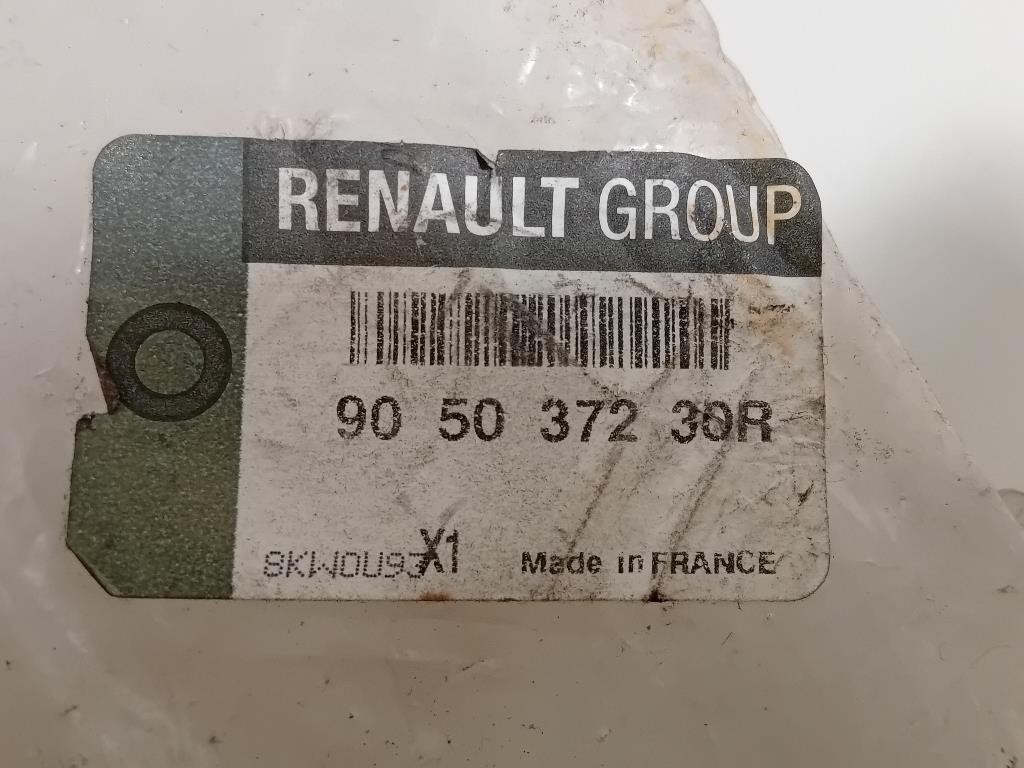 RENAULT GROUP
90 50 372 30R
8KW0U93 X1 Made in FRANCE